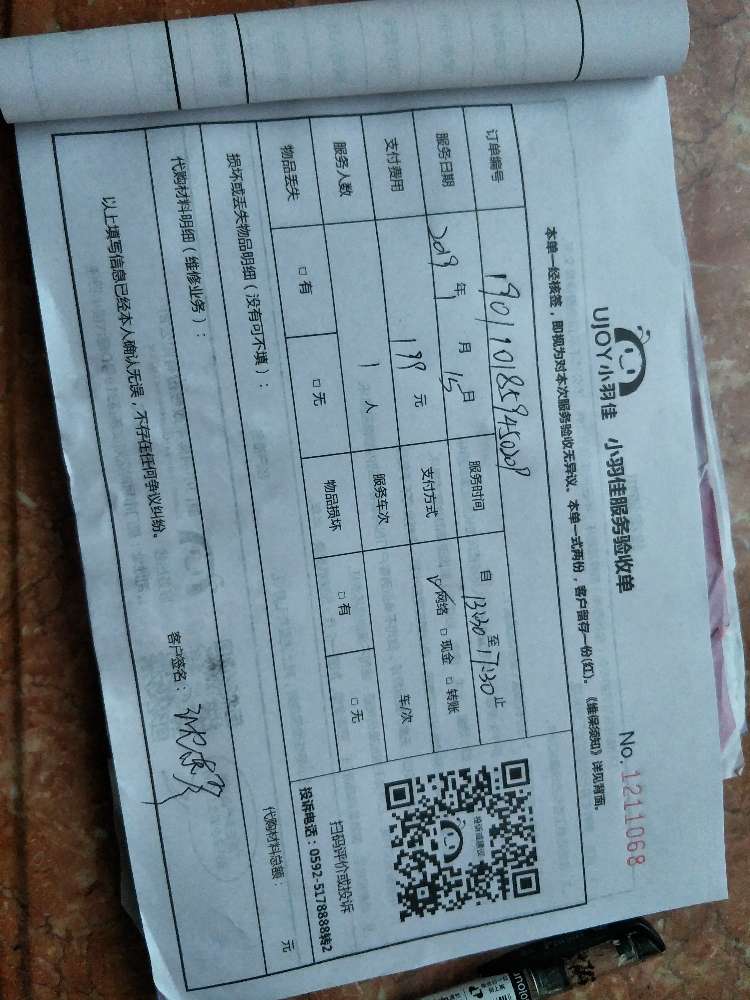 UJOY小羽佳 小羽佳服务验收单 No.1211068
本单一经核签，即视为对本次服务验收无异议。本单一式两份，客户留存一份(红)。《维保须知》详见背面。
订单编号
服务日期 2019 年 9 月 15 日 服务时间 自 13:30 至 17:30 止
支付费用 199 元 支付方式 ☑网络 □现金 □转账
服务人数 1 人 服务车次 车/次
物品丢失 □有 □无 物品损坏 □有 □无
扫码评价或投诉
投诉电话：0592-5178888转2
损坏或丢失物品明细（没有可不填）：
代购材料明细（维修业务）： 代购材料总额： 元
以上填写信息已经本人确认无误，不存在任何争议纠纷。 客户签名：